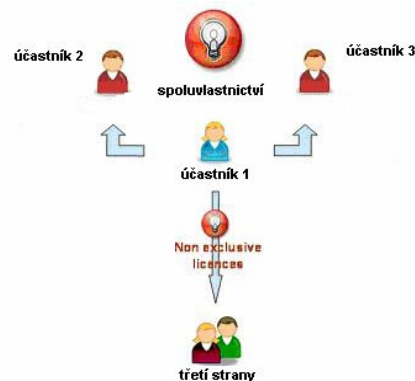 účastník 2
účastník 3
spoluvlastnictví
účastník 1
Non exclusive
licences
třetí strany